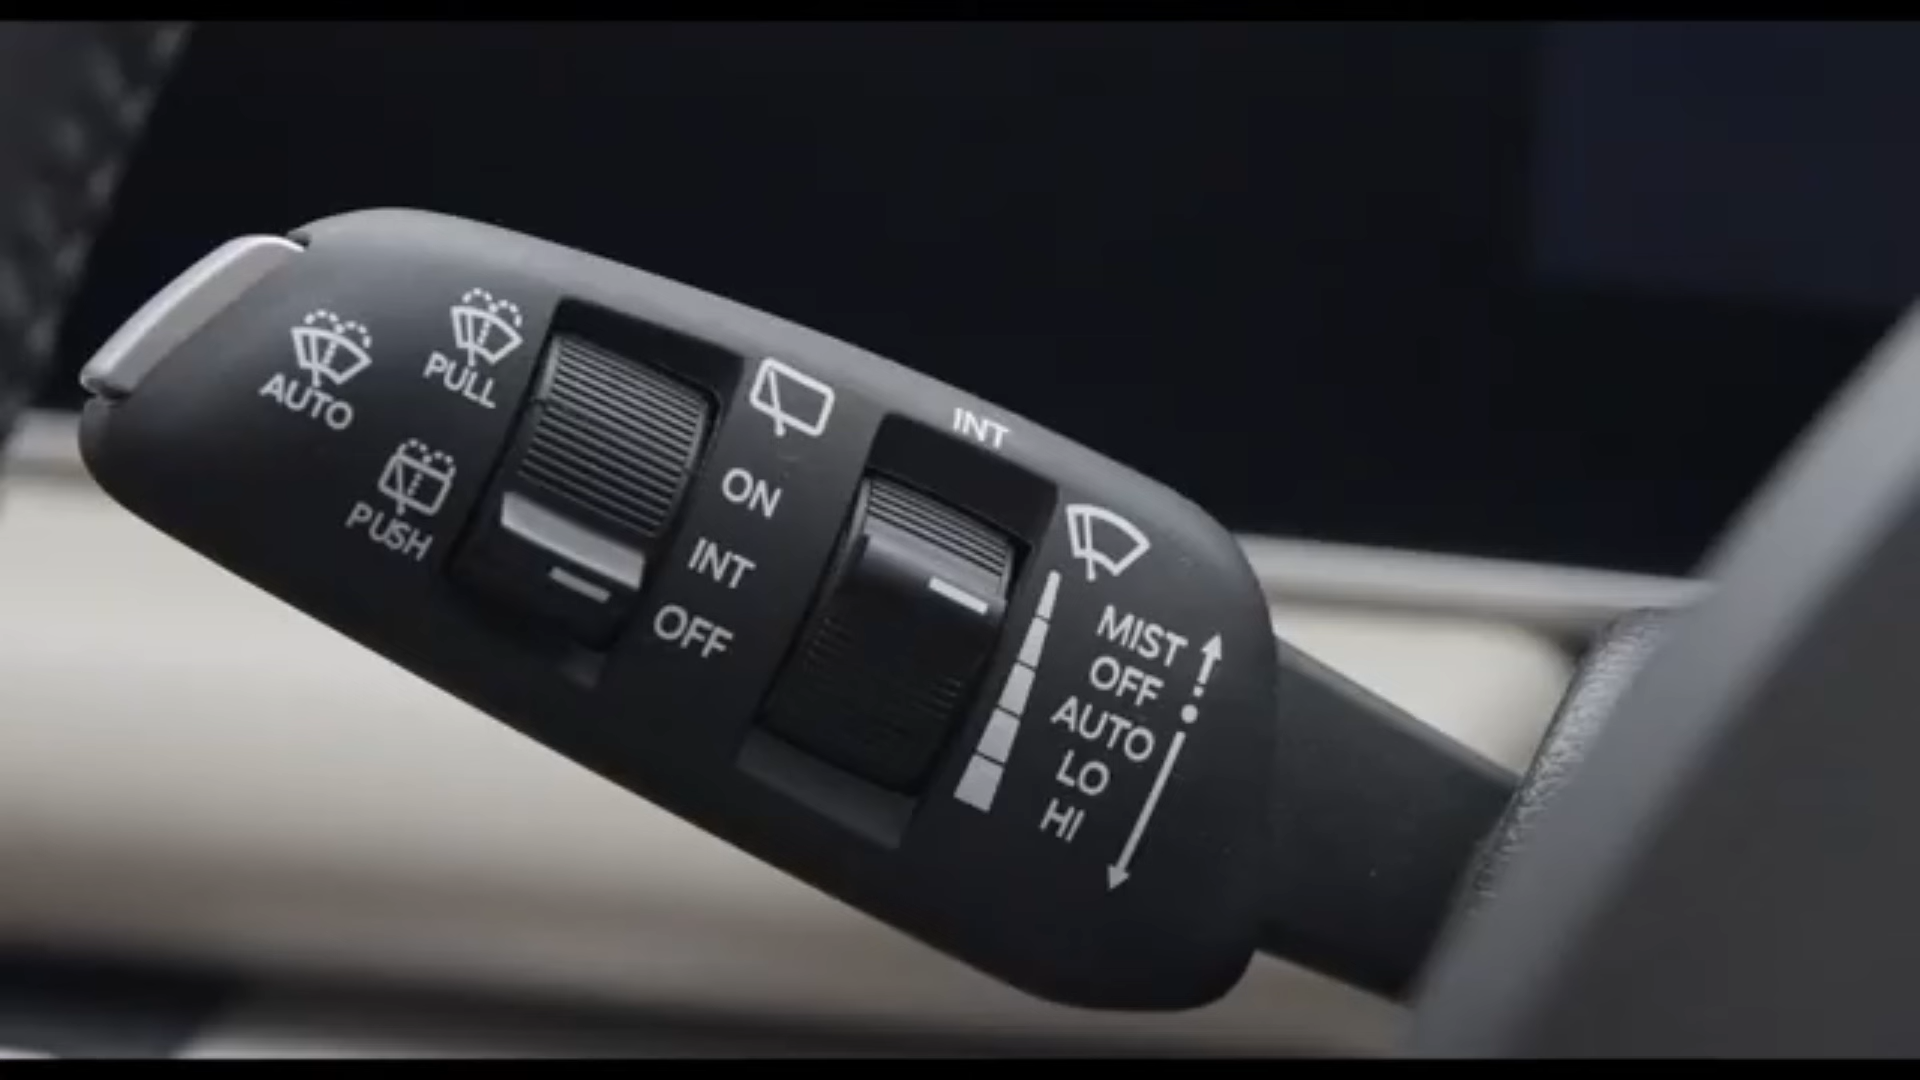 AUTO
PULL
PUSH
ON
INT
OFF
INT
MIST
OFF
AUTO
LO
HI